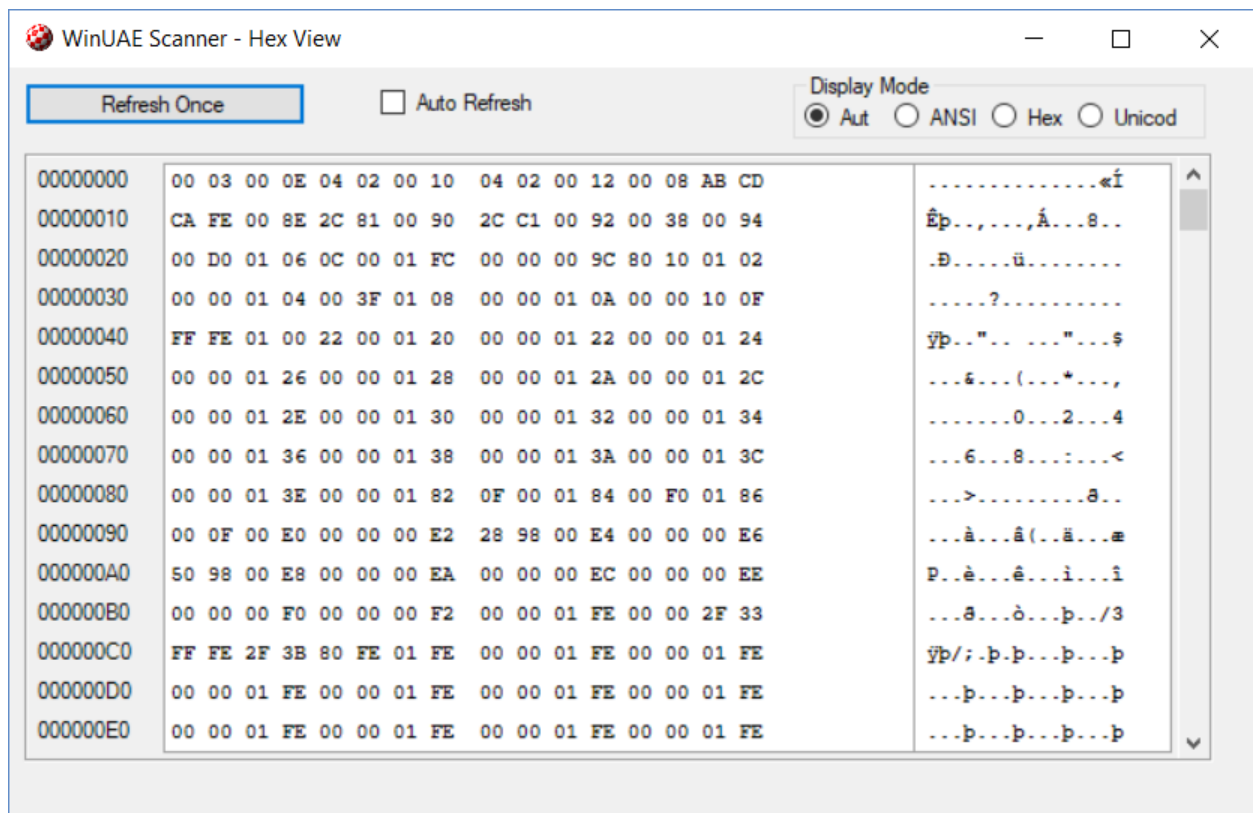 WinUAE Scanner - Hex View
Refresh Once Auto Refresh Display Mode
Aut ANSI Hex Unicod
00000000 00 03 00 0E 04 02 00 10 04 02 00 12 00 08 AB CD ..............«Í
00000010 CA FE 00 8E 2C 81 00 90 2C C1 00 92 00 38 00 94 Êþ..,...,Á...8..
00000020 00 D0 01 06 0C 00 01 FC 00 00 00 9C 80 10 01 02 .Ð.....ü........
00000030 00 00 01 04 00 3F 01 08 00 00 01 0A 00 00 10 0F .....?..........
00000040 FF FE 01 00 22 00 01 20 00 00 01 22 00 00 01 24 ÿþ..".. ..."...$
00000050 00 00 01 26 00 00 01 28 00 00 01 2A 00 00 01 2C ...&...(...*...,
00000060 00 00 01 2E 00 00 01 30 00 00 01 32 00 00 01 34 .......0...2...4
00000070 00 00 01 36 00 00 01 38 00 00 01 3A 00 00 01 3C ...6...8...:...<
00000080 00 00 01 3E 00 00 01 82 0F 00 01 84 00 F0 01 86 ...>.........ð..
00000090 00 0F 00 E0 00 00 00 E2 28 98 00 E4 00 00 00 E6 ...à...â(..ä...æ
000000A0 50 98 00 E8 00 00 00 EA 00 00 00 EC 00 00 00 EE P..è...ê...ì...î
000000B0 00 00 00 F0 00 00 00 F2 00 00 01 FE 00 00 2F 33 ...ð...ò...þ../3
000000C0 FF FE 2F 3B 80 FE 01 FE 00 00 01 FE 00 00 01 FE ÿþ/;.þ.þ...þ...þ
000000D0 00 00 01 FE 00 00 01 FE 00 00 01 FE 00 00 01 FE ...þ...þ...þ...þ
000000E0 00 00 01 FE 00 00 01 FE 00 00 01 FE 00 00 01 FE ...þ...þ...þ...þ